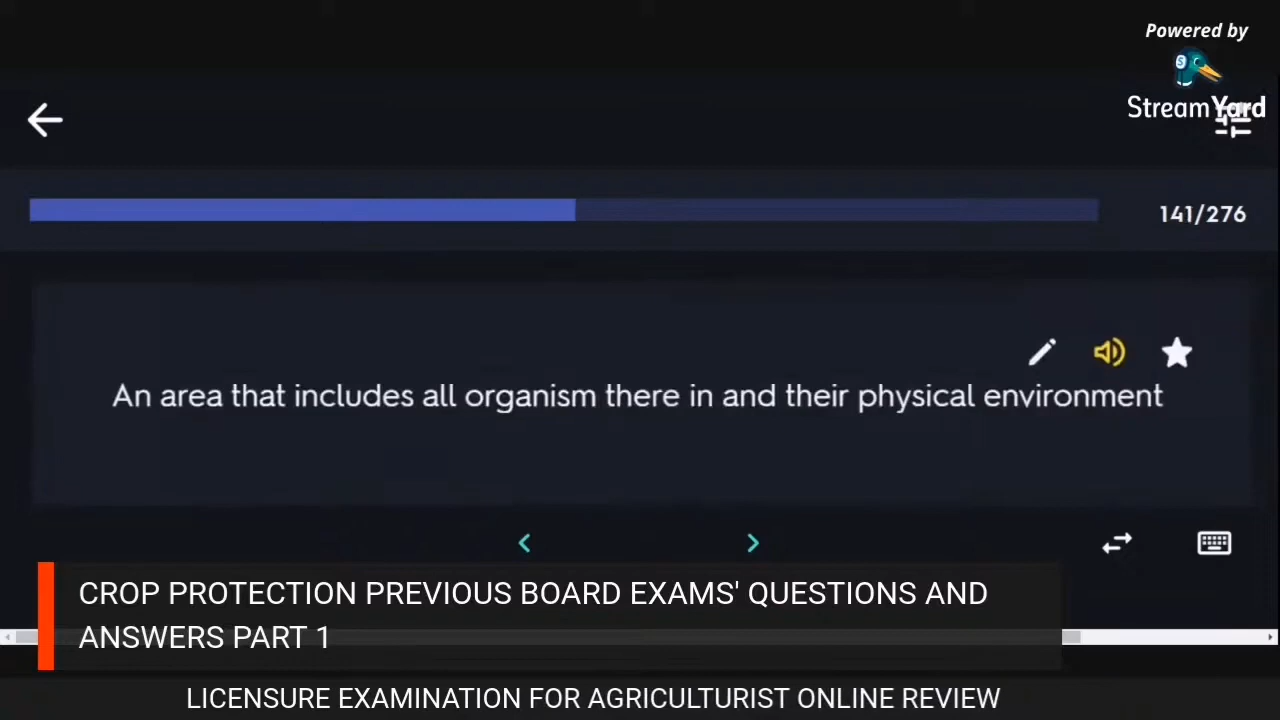 Powered by
StreamYard
141/276
An area that includes all organism there in and their physical environment
CROP PROTECTION PREVIOUS BOARD EXAMS' QUESTIONS AND
ANSWERS PART 1
LICENSURE EXAMINATION FOR AGRICULTURIST ONLINE REVIEW